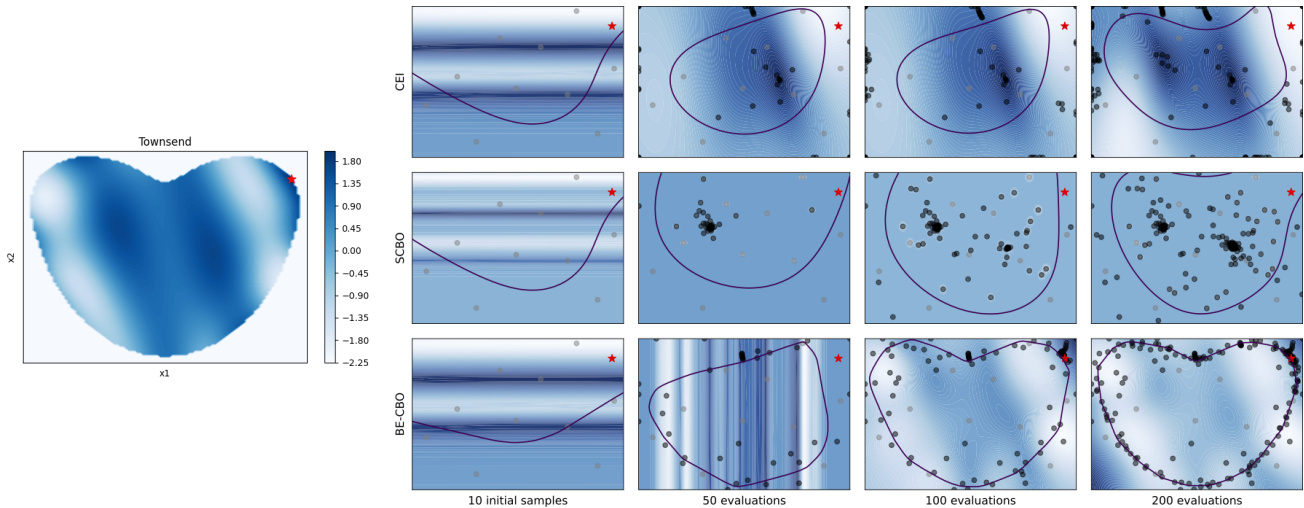 Townsend
x2
x1
1.80
1.35
0.90
0.45
0.00
−0.45
−0.90
−1.35
−1.80
−2.25
CEI
SCBO
BE-CBO
10 initial samples
50 evaluations
100 evaluations
200 evaluations